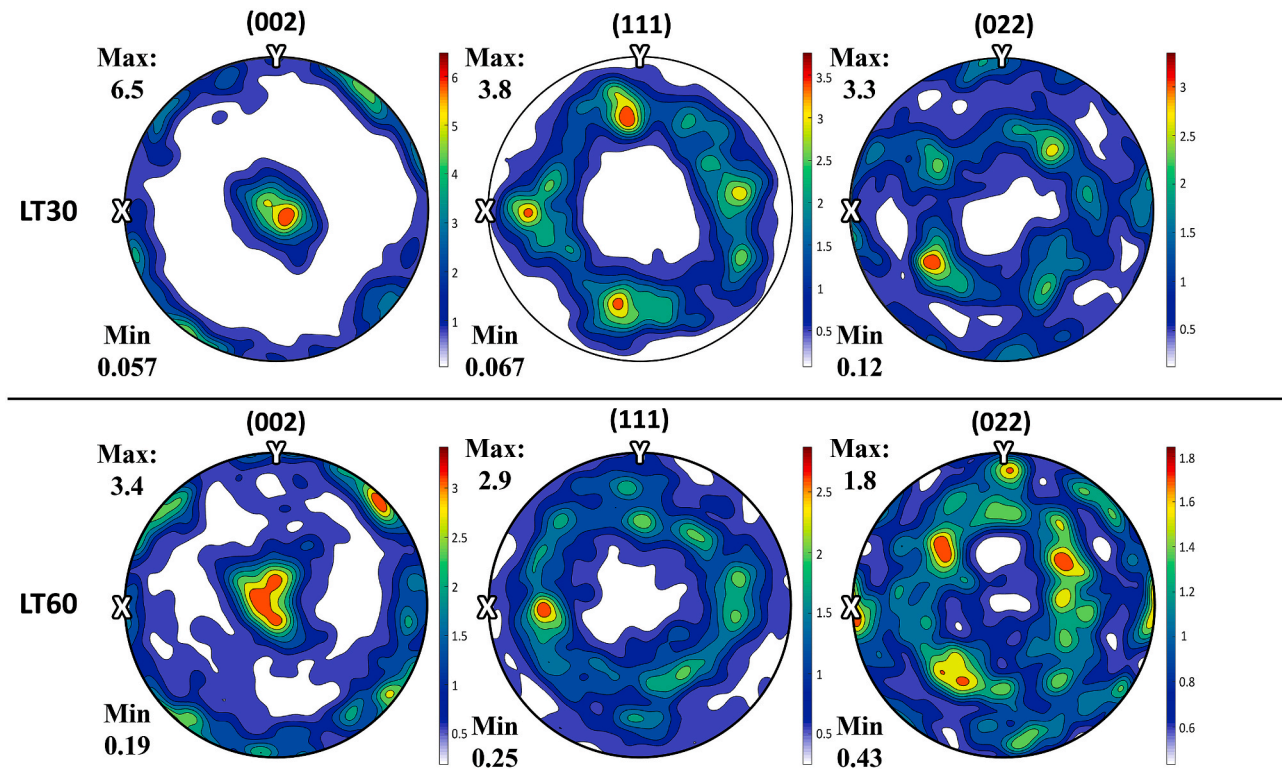 (002) (111) (022)
Max: 6.5
Y
6
5
4
3
2
1
X
Min 0.057
Max: 3.8
Y
3.5
3
2.5
2
1.5
1
0.5
X
Min 0.067
Max: 3.3
Y
3
2.5
2
1.5
1
0.5
X
Min 0.12
LT30
(002) (111) (022)
Max: 3.4
Y
3
2.5
2
1.5
1
0.5
X
Min 0.19
Max: 2.9
Y
2.5
2
1.5
1
0.5
X
Min 0.25
Max: 1.8
Y
1.8
1.6
1.4
1.2
1
0.8
0.6
X
Min 0.43
LT60